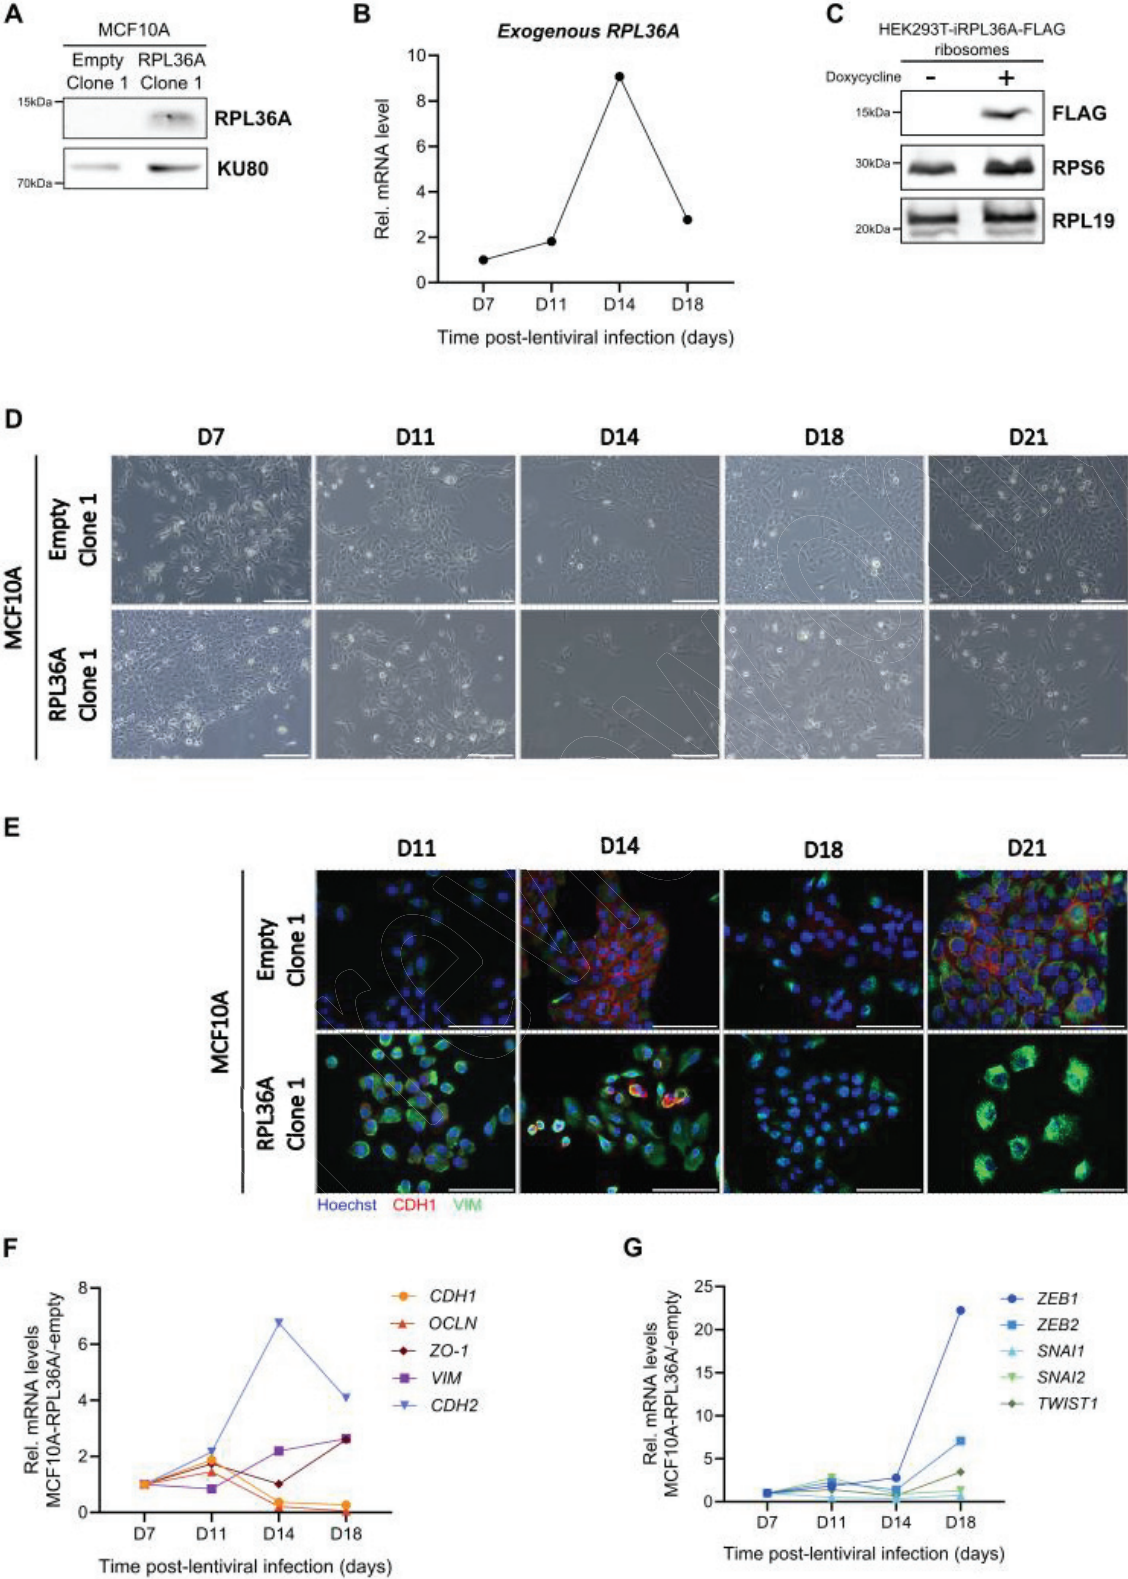 A
MCF10A
Empty RPL36A
Clone 1 Clone 1
15kDa
RPL36A
KU80
70kDa
B
Exogenous RPL36A
Rel. mRNA level
10
8
6
4
2
0
D7 D11 D14 D18
Time post-lentiviral infection (days)
C
HEK293T-iRPL36A-FLAG
ribosomes
Doxycycline - +
15kDa
FLAG
30kDa
RPS6
RPL19
20kDa
D
D7 D11 D14 D18 D21
MCF10A
Empty
Clone 1
RPL36A
Clone 1
E
D11 D14 D18 D21
MCF10A
Empty
Clone 1
RPL36A
Clone 1
Hoechst CDH1 VIM
F
Rel. mRNA levels
MCF10A-RPL36A/-empty
8
6
4
2
0
D7 D11 D14 D18
Time post-lentiviral infection (days)
CDH1
OCLN
ZO-1
VIM
CDH2
G
Rel. mRNA levels
MCF10A-RPL36A/-empty
25
20
15
10
5
0
D7 D11 D14 D18
Time post-lentiviral infection (days)
ZEB1
ZEB2
SNAI1
SNAI2
TWIST1